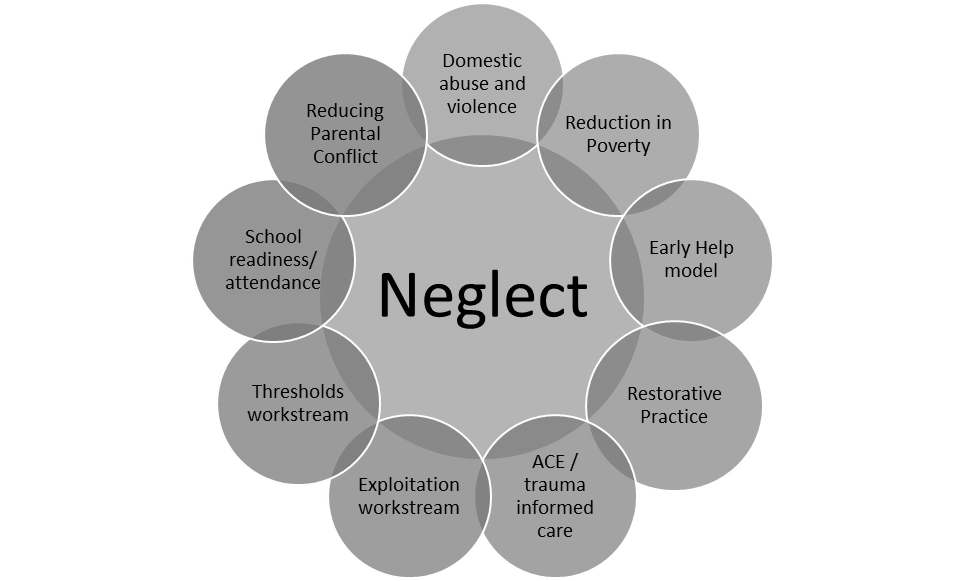 Domestic
abuse and
violence
Reduction in
Poverty
Early Help
model
Restorative
Practice
ACE /
trauma
informed
care
Exploitation
workstream
Thresholds
workstream
School
readiness/
attendance
Reducing
Parental
Conflict
Neglect